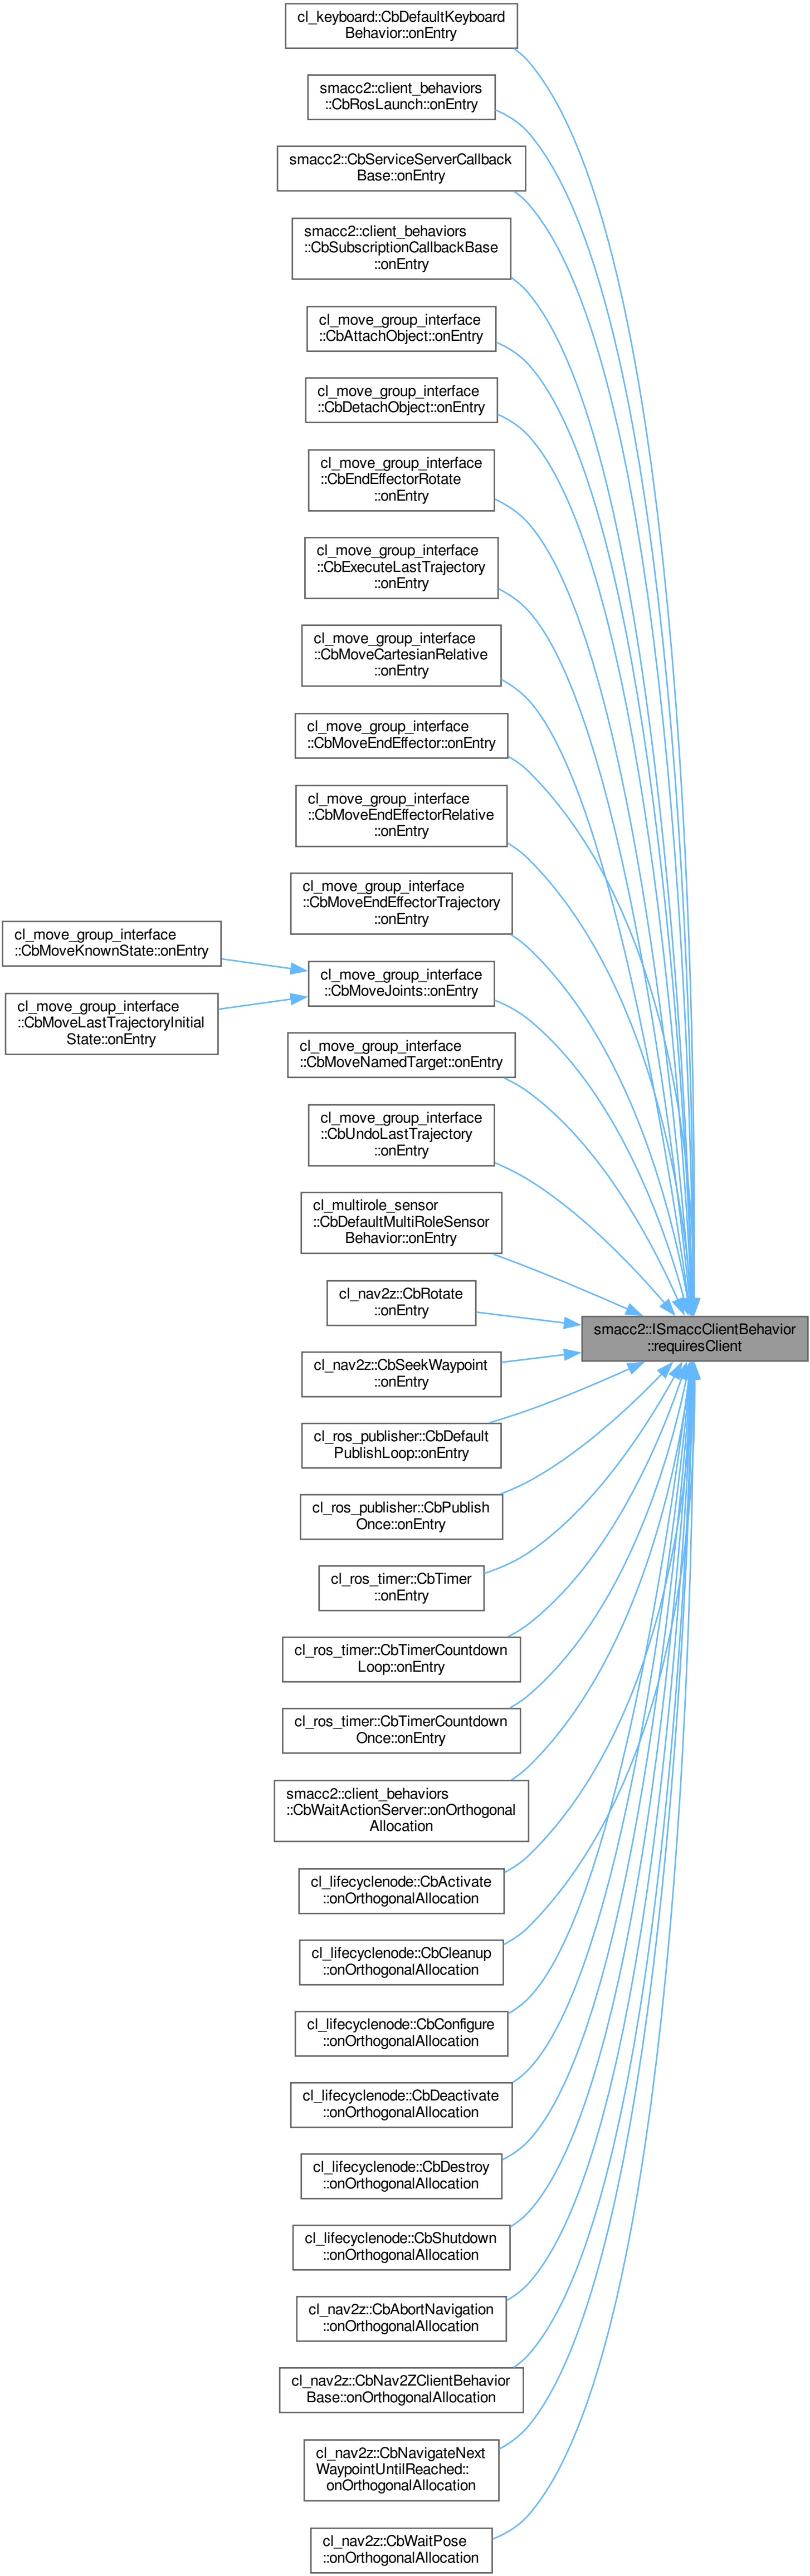 cl_keyboard::CbDefaultKeyboard
Behavior::onEntry
smacc2::client_behaviors
::CbRosLaunch::onEntry
smacc2::CbServiceServerCallback
Base::onEntry
smacc2::client_behaviors
::CbSubscriptionCallbackBase
::onEntry
cl_move_group_interface
::CbAttachObject::onEntry
cl_move_group_interface
::CbDetachObject::onEntry
cl_move_group_interface
::CbEndEffectorRotate
::onEntry
cl_move_group_interface
::CbExecuteLastTrajectory
::onEntry
cl_move_group_interface
::CbMoveCartesianRelative
::onEntry
cl_move_group_interface
::CbMoveEndEffector::onEntry
cl_move_group_interface
::CbMoveEndEffectorRelative
::onEntry
cl_move_group_interface
::CbMoveEndEffectorTrajectory
::onEntry
cl_move_group_interface
::CbMoveKnownState::onEntry
cl_move_group_interface
::CbMoveJoints::onEntry
cl_move_group_interface
::CbMoveLastTrajectoryInitial
State::onEntry
cl_move_group_interface
::CbMoveNamedTarget::onEntry
cl_move_group_interface
::CbUndoLastTrajectory
::onEntry
cl_multirole_sensor
::CbDefaultMultiRoleSensor
Behavior::onEntry
cl_nav2z::CbRotate
::onEntry
smacc2::ISmaccClientBehavior
::requiresClient
cl_nav2z::CbSeekWaypoint
::onEntry
cl_ros_publisher::CbDefault
PublishLoop::onEntry
cl_ros_publisher::CbPublish
Once::onEntry
cl_ros_timer::CbTimer
::onEntry
cl_ros_timer::CbTimerCountdown
Loop::onEntry
cl_ros_timer::CbTimerCountdown
Once::onEntry
smacc2::client_behaviors
::CbWaitActionServer::onOrthogonal
Allocation
cl_lifecyclenode::CbActivate
::onOrthogonalAllocation
cl_lifecyclenode::CbCleanup
::onOrthogonalAllocation
cl_lifecyclenode::CbConfigure
::onOrthogonalAllocation
cl_lifecyclenode::CbDeactivate
::onOrthogonalAllocation
cl_lifecyclenode::CbDestroy
::onOrthogonalAllocation
cl_lifecyclenode::CbShutdown
::onOrthogonalAllocation
cl_nav2z::CbAbortNavigation
::onOrthogonalAllocation
cl_nav2z::CbNav2ZClientBehavior
Base::onOrthogonalAllocation
cl_nav2z::CbNavigateNext
WaypointUntilReached::
onOrthogonalAllocation
cl_nav2z::CbWaitPose
::onOrthogonalAllocation